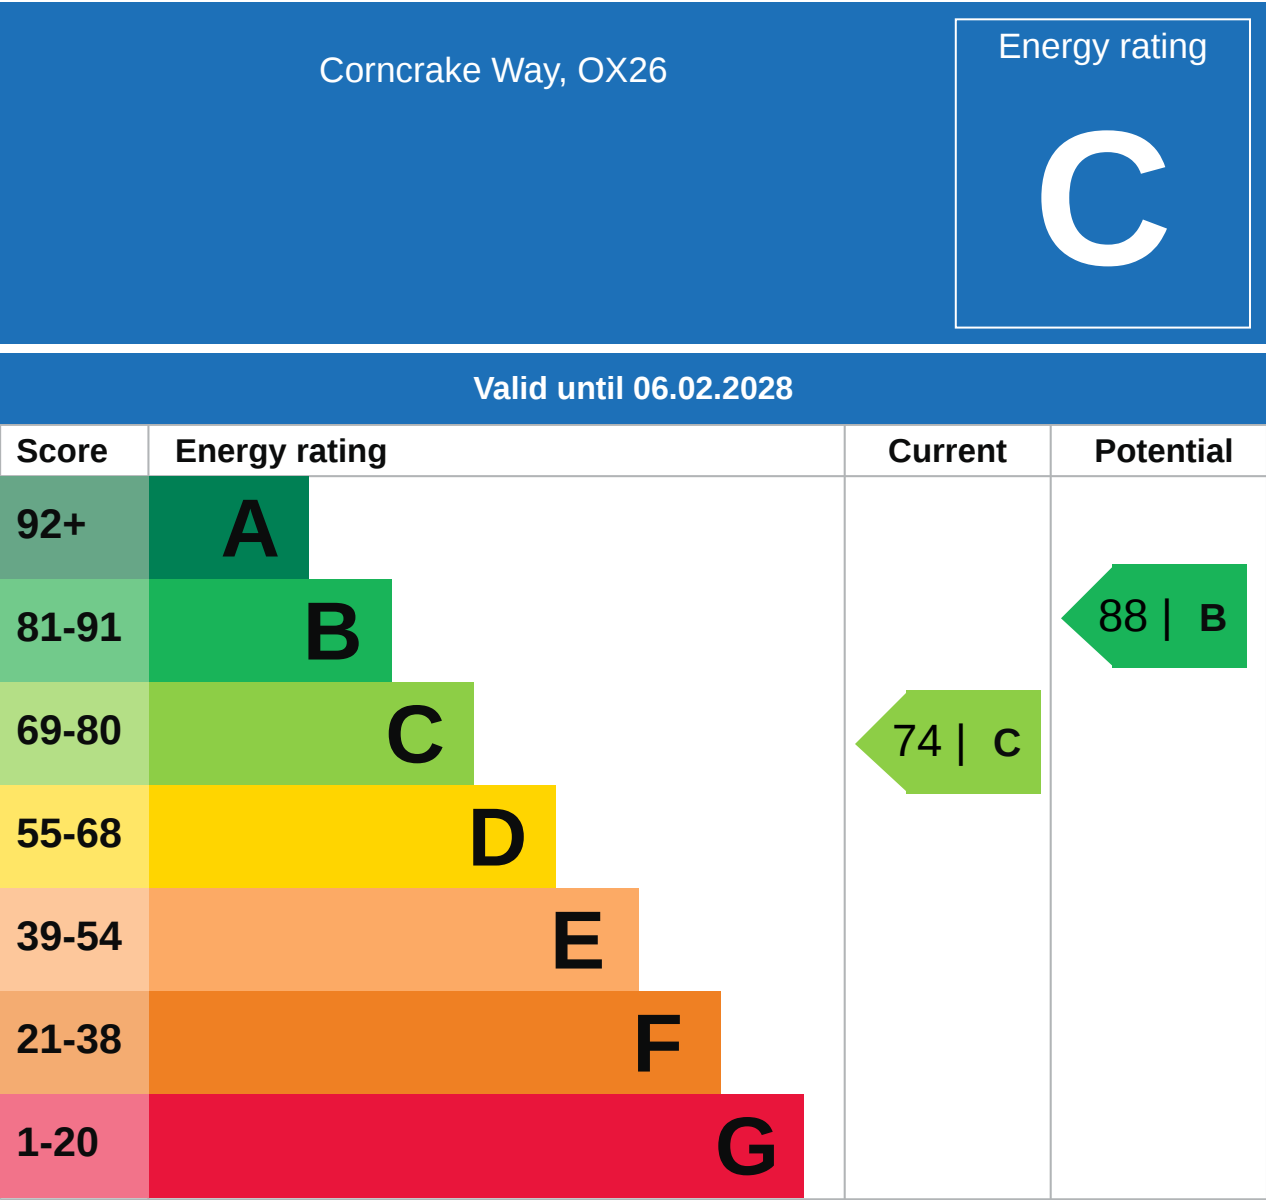 Corncrake Way, OX26
Energy rating
C
Valid until 06.02.2028
Score Energy rating Current Potential
92+ A
81-91 B 88 | B
69-80 C 74 | C
55-68 D
39-54 E
21-38 F
1-20 G